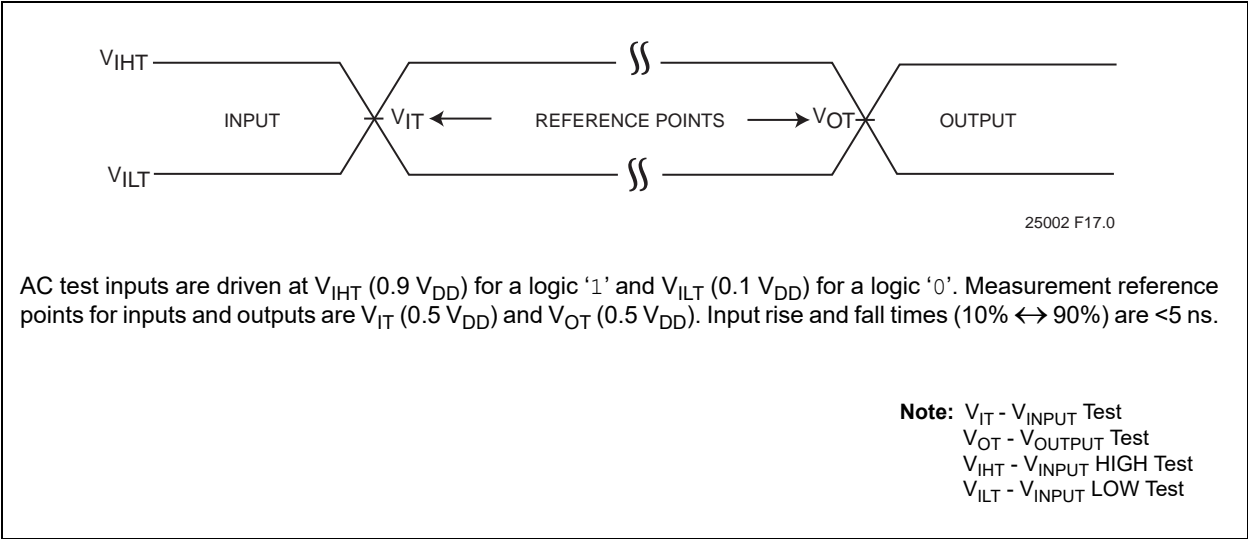 VIHT
INPUT VIT REFERENCE POINTS VOT OUTPUT
VILT
25002 F17.0
AC test inputs are driven at VIHT (0.9 VDD) for a logic ‘1’ and VILT (0.1 VDD) for a logic ‘0’. Measurement reference
points for inputs and outputs are VIT (0.5 VDD) and VOT (0.5 VDD). Input rise and fall times (10% ↔ 90%) are <5 ns.
Note: VIT - VINPUT Test
VOT - VOUTPUT Test
VIHT - VINPUT HIGH Test
VILT - VINPUT LOW Test